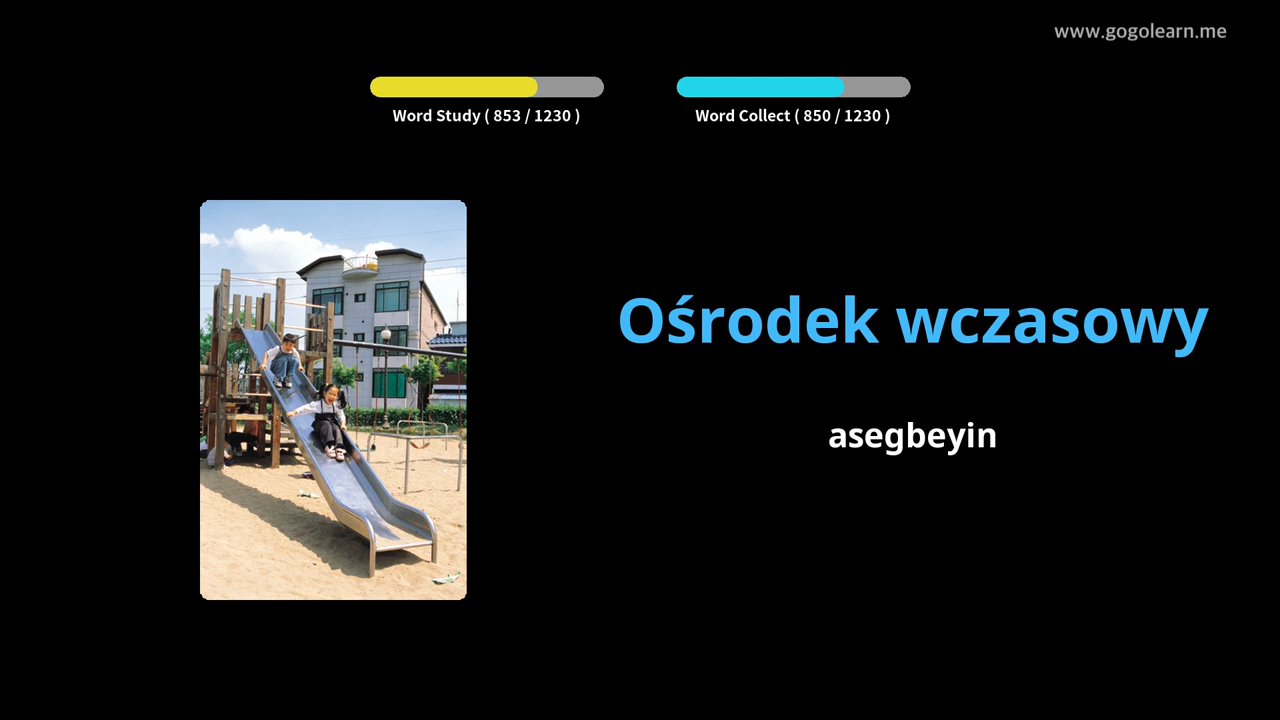 www.gogolearn.me
Word Study ( 853 / 1230 )
Word Collect ( 850 / 1230 )
Ośrodek wczasowy
asegbeyin